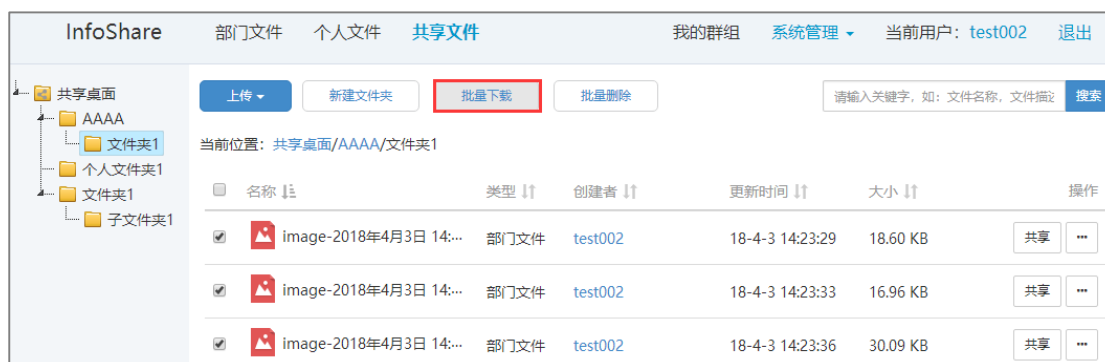 InfoShare 部门文件 个人文件 共享文件 我的群组 系统管理 当前用户：test002 退出
共享桌面
AAAA
文件夹1
个人文件夹1
文件夹1
子文件夹1
上传 新建文件夹 批量下载 批量删除 请输入关键字，如：文件名称，文件描 搜索
当前位置：共享桌面/AAAA/文件夹1
名称 类型 创建者 更新时间 大小 操作
image-2018年4月3日 14:... 部门文件 test002 18-4-3 14:23:29 18.60 KB 共享 ...
image-2018年4月3日 14:... 部门文件 test002 18-4-3 14:23:33 16.96 KB 共享 ...
image-2018年4月3日 14:... 部门文件 test002 18-4-3 14:23:36 30.09 KB 共享 ...